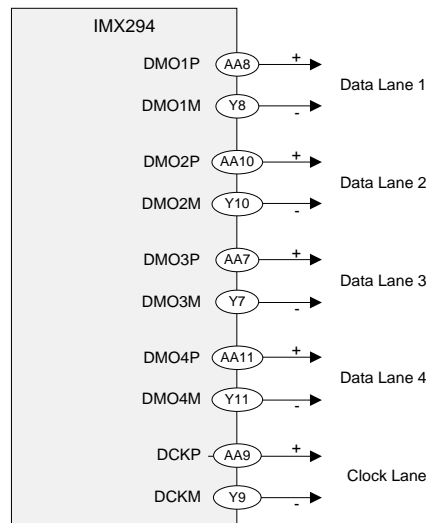 IMX294
DMO1P AA8 +
Data Lane 1
DMO1M Y8 -
DMO2P AA10 +
Data Lane 2
DMO2M Y10 -
DMO3P AA7 +
Data Lane 3
DMO3M Y7 -
DMO4P AA11 +
Data Lane 4
DMO4M Y11 -
DCKP AA9 +
Clock Lane
DCKM Y9 -